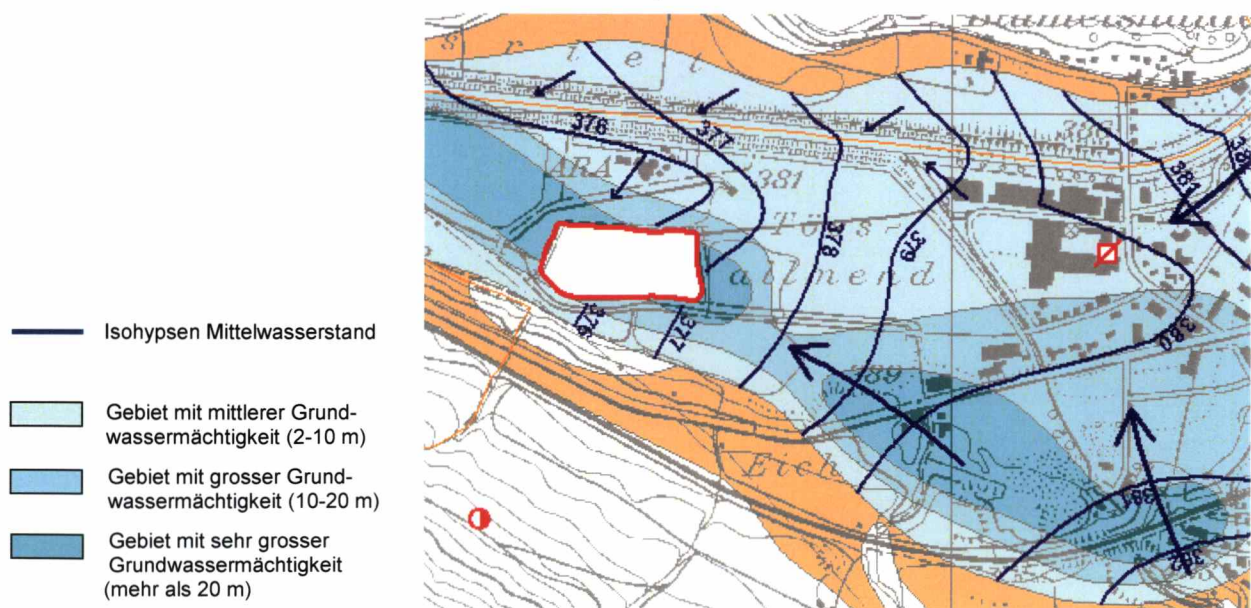 Isohypsen Mittelwasserstand
Gebiet mit mittlerer Grund-
wassermächtigkeit (2-10 m)
Gebiet mit grosser Grund-
wassermächtigkeit (10-20 m)
Gebiet mit sehr grosser
Grundwassermächtigkeit
(mehr als 20 m)
s r i e t
376
377
386
381
ARA
381
Töss-
allmend
378
379
380
376
377
389
Eich
381
382